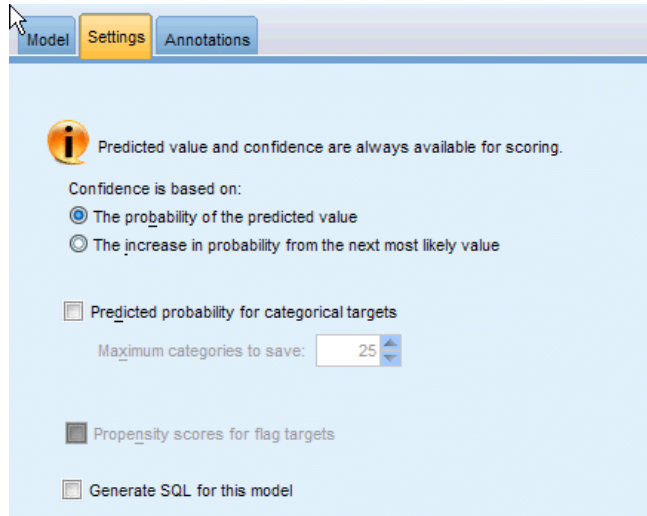 Model Settings Annotations
Predicted value and confidence are always available for scoring.
Confidence is based on:
The probability of the predicted value
The increase in probability from the next most likely value
Predicted probability for categorical targets
Maximum categories to save: 25
Propensity scores for flag targets
Generate SQL for this model